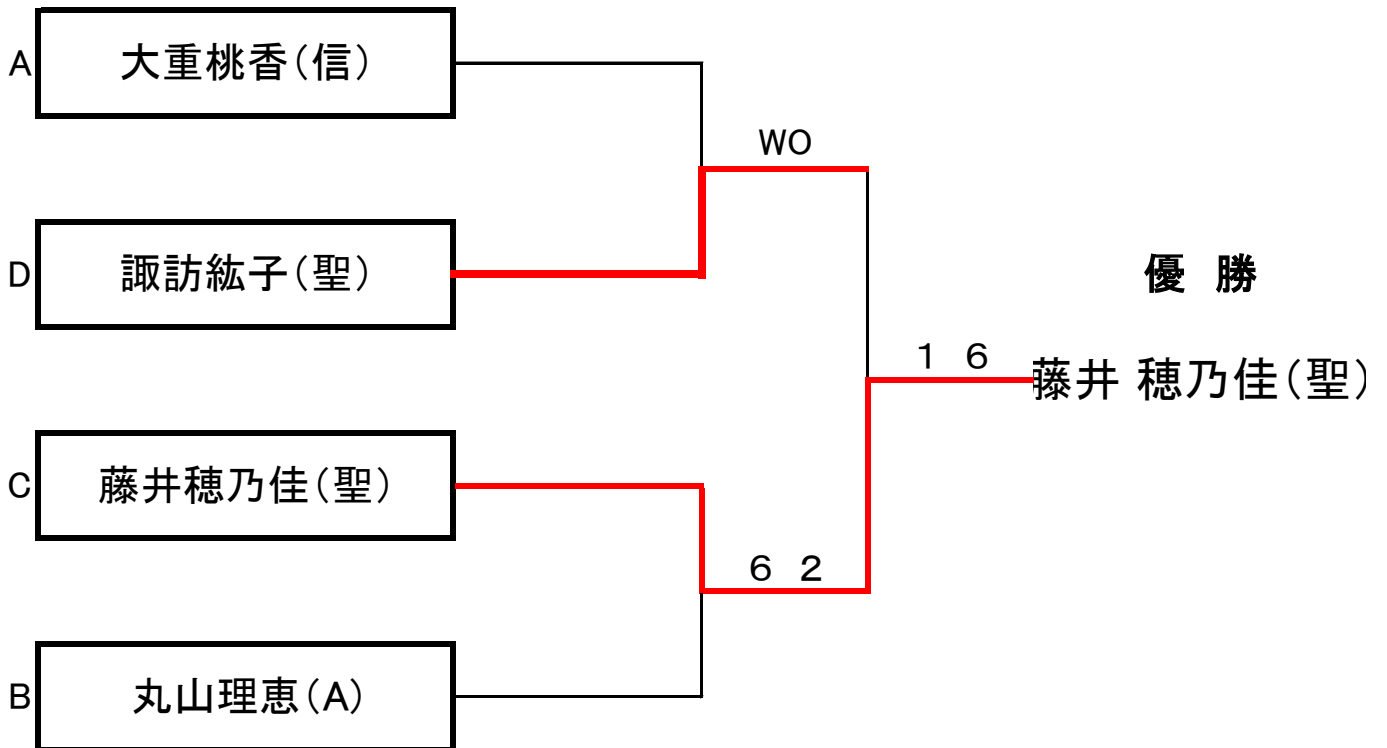 A 大重桃香(信)
WO
D 諏訪紘子(聖)
優 勝
1 6
藤井 穂乃佳(聖)
C 藤井穂乃佳(聖)
6 2
B 丸山理恵(A)